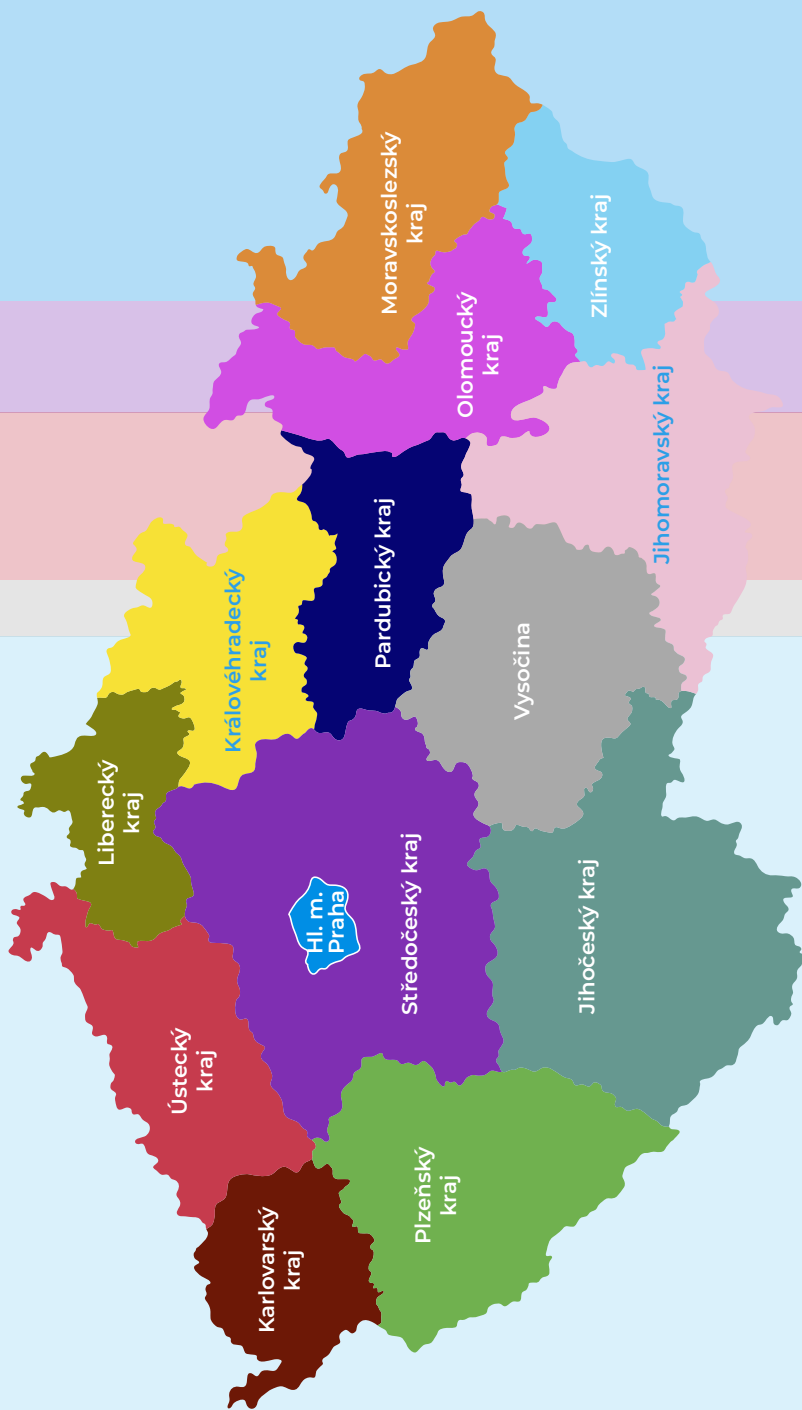 Liberecký
kraj
Ústecký
kraj
Karlovarský
kraj
Královéhradecký
kraj
Hl. m.
Praha
Středočeský kraj
Plzeňský
kraj
Pardubický kraj
Moravskoslezský
kraj
Olomoucký
kraj
Vysočina
Jihočeský kraj
Zlínský kraj
Jihomoravský kraj